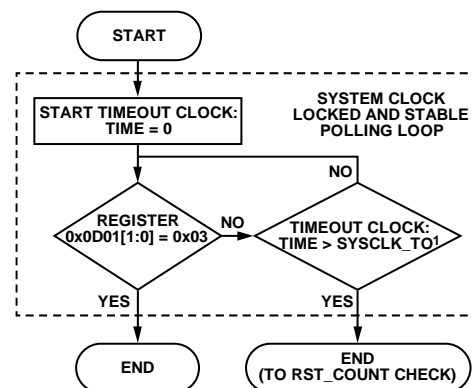 START
START TIMEOUT CLOCK:
TIME = 0
SYSTEM CLOCK
LOCKED AND STABLE
POLLING LOOP
NO
REGISTER
0x0D01[1:0] = 0x03
NO
TIMEOUT CLOCK:
TIME > SYSCLK_TO¹
YES
YES
END
END
(TO RST_COUNT CHECK)